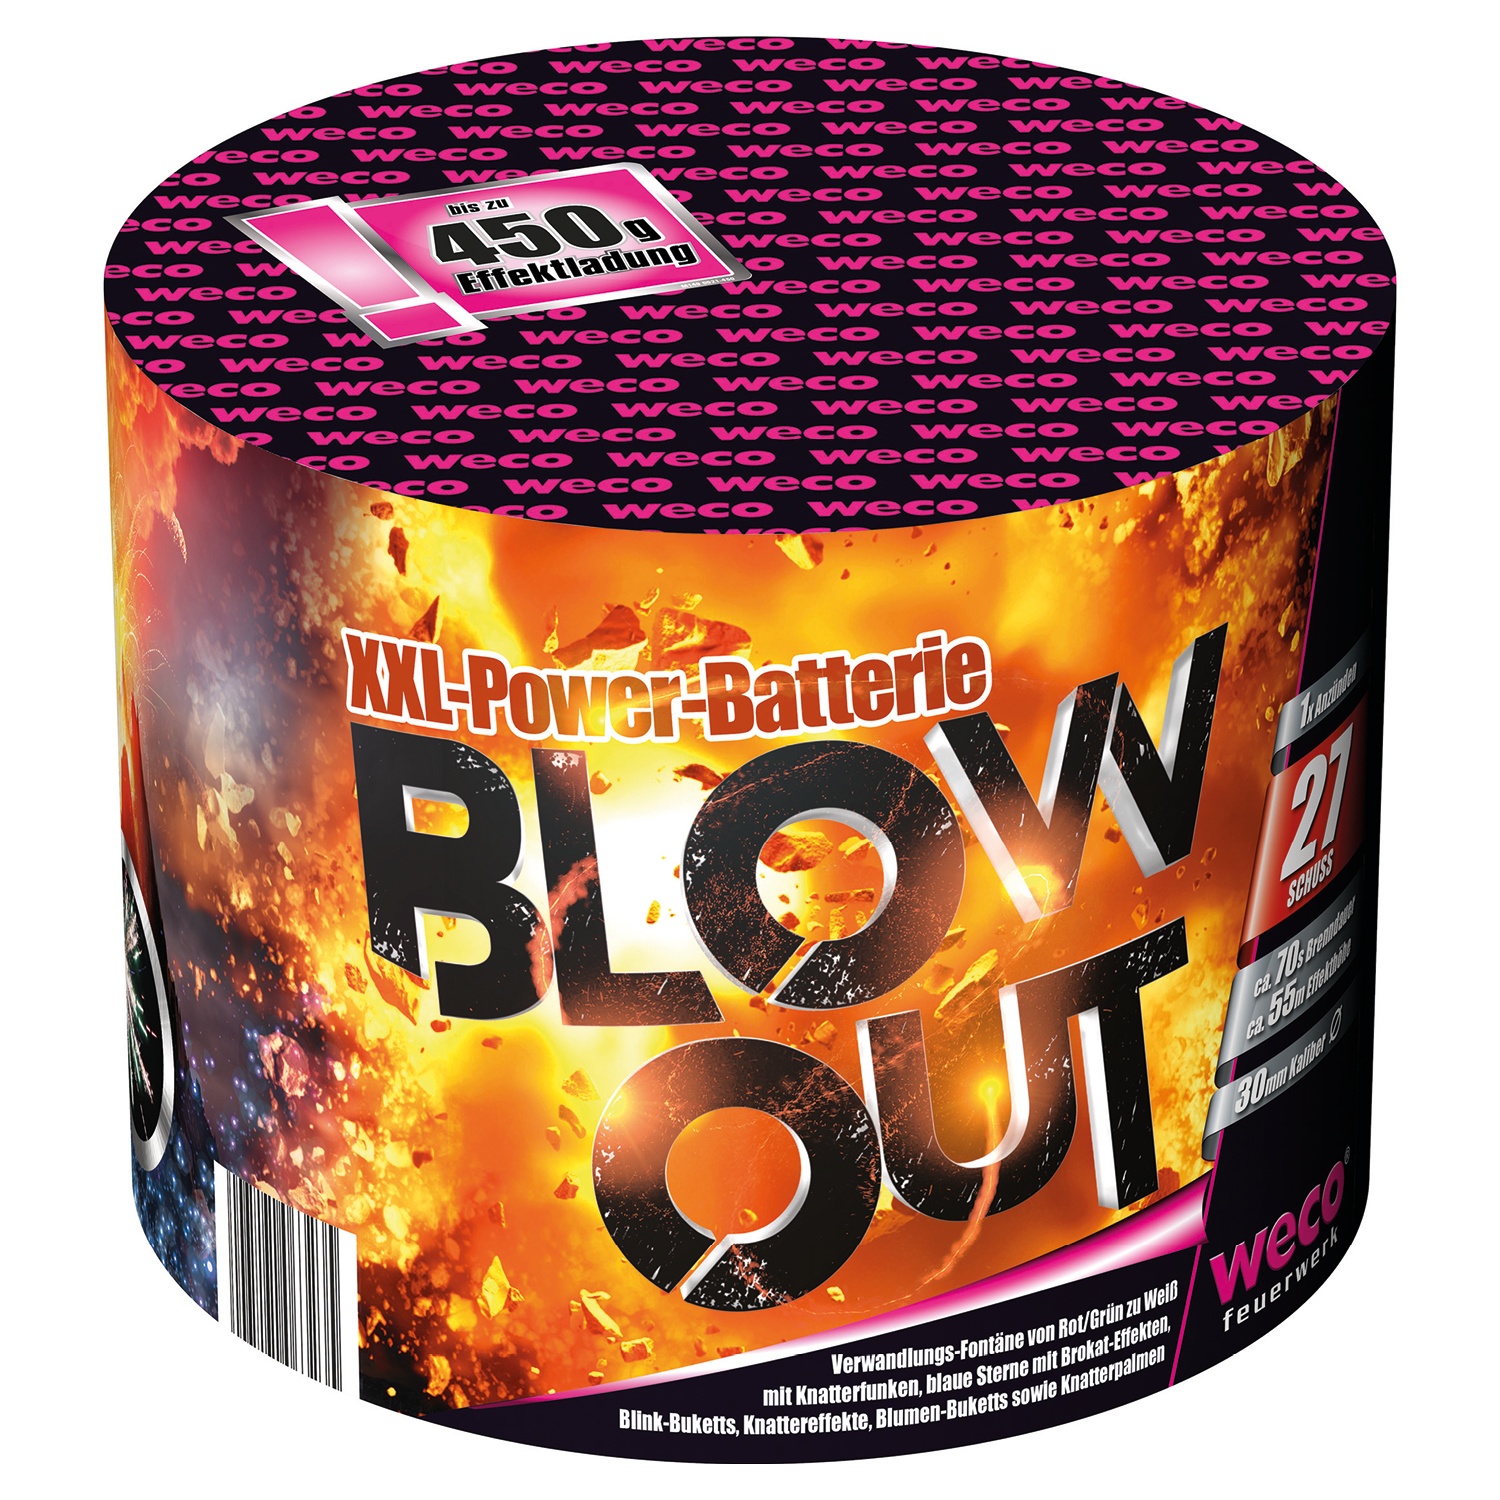 bis zu
450g
Effektladung
XXL-Power-Batterie
BLOW
OUT
1x Anzünden
27
SCHUSS
ca. 70s Brenndauer
ca. 55m Effekthöhe
30mm Kaliber Ø
weco®
feuerwerk
Verwandlungs-Fontäne von Rot/Grün zu Weiß
mit Knatterfunken, blaue Sterne mit Brokat-Effekten,
Blink-Buketts, Knattereffekte, Blumen-Buketts sowie Knatterpalmen